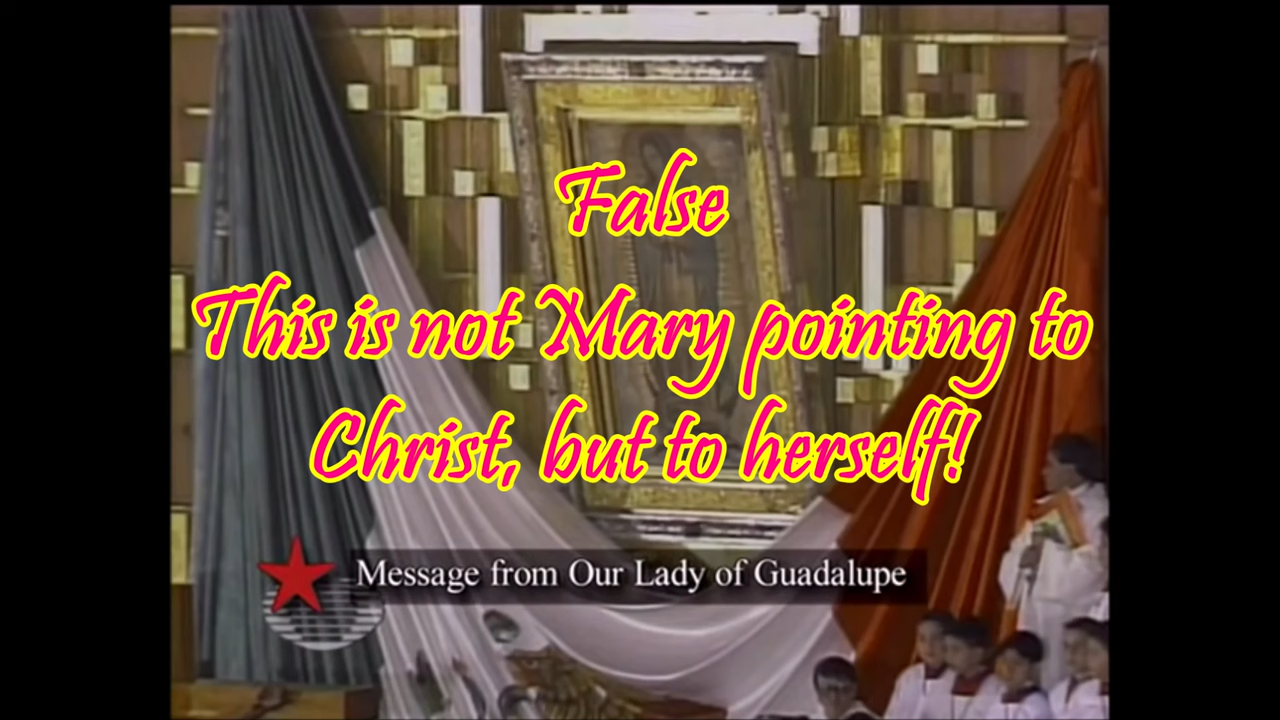 False
This is not Mary pointing to
Christ, but to herself!
Message from Our Lady of Guadalupe